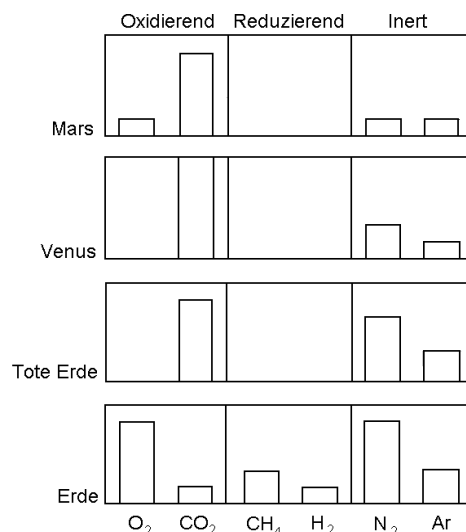 Oxidierend Reduzierend Inert
Mars
Venus
Tote Erde
Erde
O₂ CO₂ CH₄ H₂ N₂ Ar